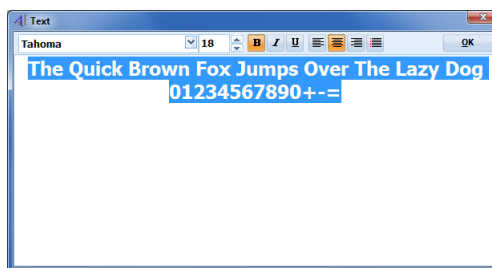 Text
Tahoma 18 B I U OK
The Quick Brown Fox Jumps Over The Lazy Dog
01234567890+-=